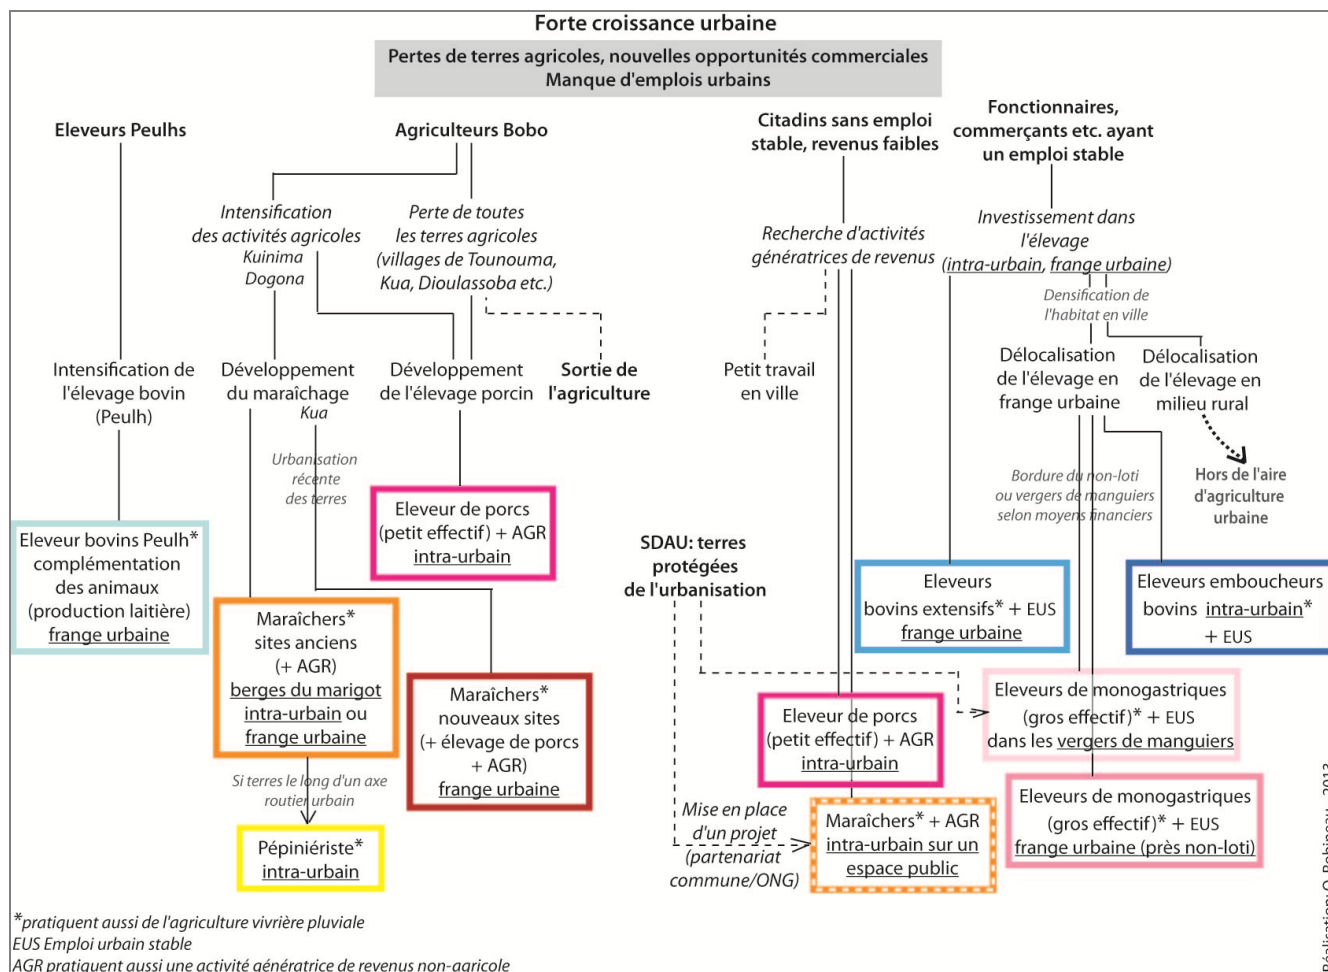 Forte croissance urbaine
Pertes de terres agricoles, nouvelles opportunités commerciales
Manque d'emplois urbains
Eleveurs Peulhs
Agriculteurs Bobo
Citadins sans emploi
stable, revenus faibles
Fonctionnaires,
commerçants etc. ayant
un emploi stable
Intensification
des activités agricoles
Kuinima
Dogona
Perte de toutes
les terres agricoles
(villages de Tounouma,
Kua, Dioulassoba etc.)
Recherche d'activités
génératrices de revenus
Investissement dans
l'élevage
(intra-urbain, frange urbaine)
Densification de
l'habitat en ville
Intensification de
l'élevage bovin
(Peulh)
Développement
du maraîchage
Kua
Développement
de l'élevage porcin
Sortie de
l'agriculture
Petit travail
en ville
Délocalisation
de l'élevage en
frange urbaine
Délocalisation
de l'élevage en
milieu rural
Urbanisation
récente
des terres
Bordure du non-loti
ou vergers de manguiers
selon moyens financiers
Hors de l'aire
d'agriculture
urbaine
Eleveur bovins Peulh*
complémentation
des animaux
(production laitière)
frange urbaine
Eleveur de porcs
(petit effectif) + AGR
intra-urbain
SDAU: terres
protégées
de l'urbanisation
Eleveurs
bovins extensifs* + EUS
frange urbaine
Eleveurs emboucheurs
bovins intra-urbain*
+ EUS
Maraîchers*
sites anciens
(+ AGR)
berges du marigot
intra-urbain ou
frange urbaine
Maraîchers*
nouveaux sites
(+ élevage de porcs
+ AGR)
frange urbaine
Eleveur de porcs
(petit effectif) + AGR
intra-urbain
Eleveurs de monogastriques
(gros effectif)* + EUS
dans les vergers de manguiers
Si terres le long d'un axe
routier urbain
Pépiniériste*
intra-urbain
Mise en place
d'un projet
(partenariat
commune/ONG)
Maraîchers* + AGR
intra-urbain sur un
espace public
Eleveurs de monogastriques
(gros effectif)* + EUS
frange urbaine (près non-loti)
*pratiquent aussi de l'agriculture vivrière pluviale
EUS Emploi urbain stable
AGR pratiquent aussi une activité génératrice de revenus non-agricole
Réalisation: O. Robineau, 2013